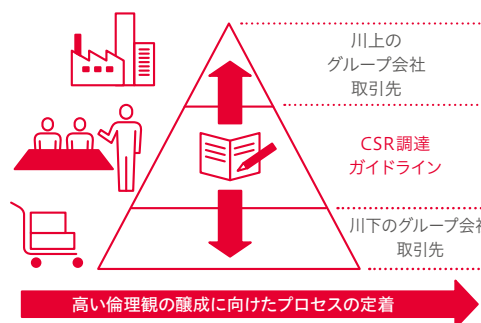 川上の
グループ会社
取引先
CSR調達
ガイドライン
川下のグループ会社
取引先
高い倫理観の醸成に向けたプロセスの定着